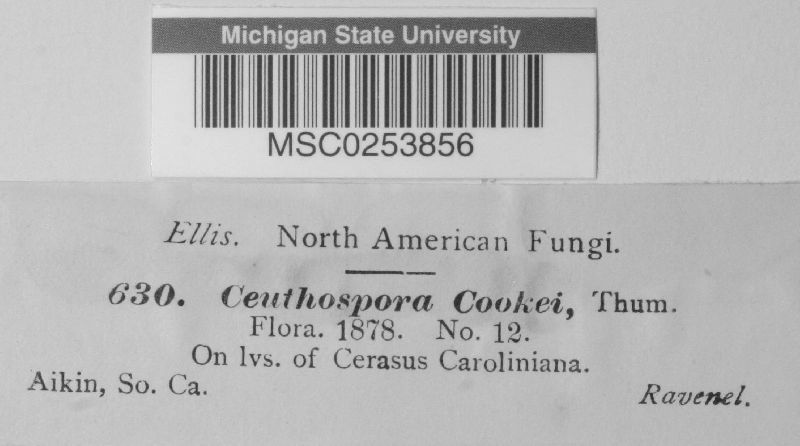 Michigan State University
MSC0253856
Ellis. North American Fungi.
630. Ceuthospora Cookei, Thum.
Flora. 1878. No. 12.
On lvs. of Cerasus Caroliniana.
Aikin, So. Ca.
Ravenel.